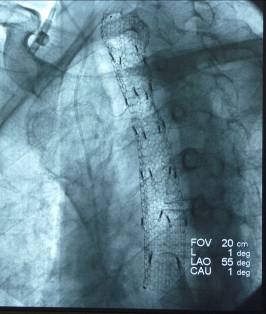 FOV 20 cm
L 1 deg
LAO 55 deg
CAU 1 deg